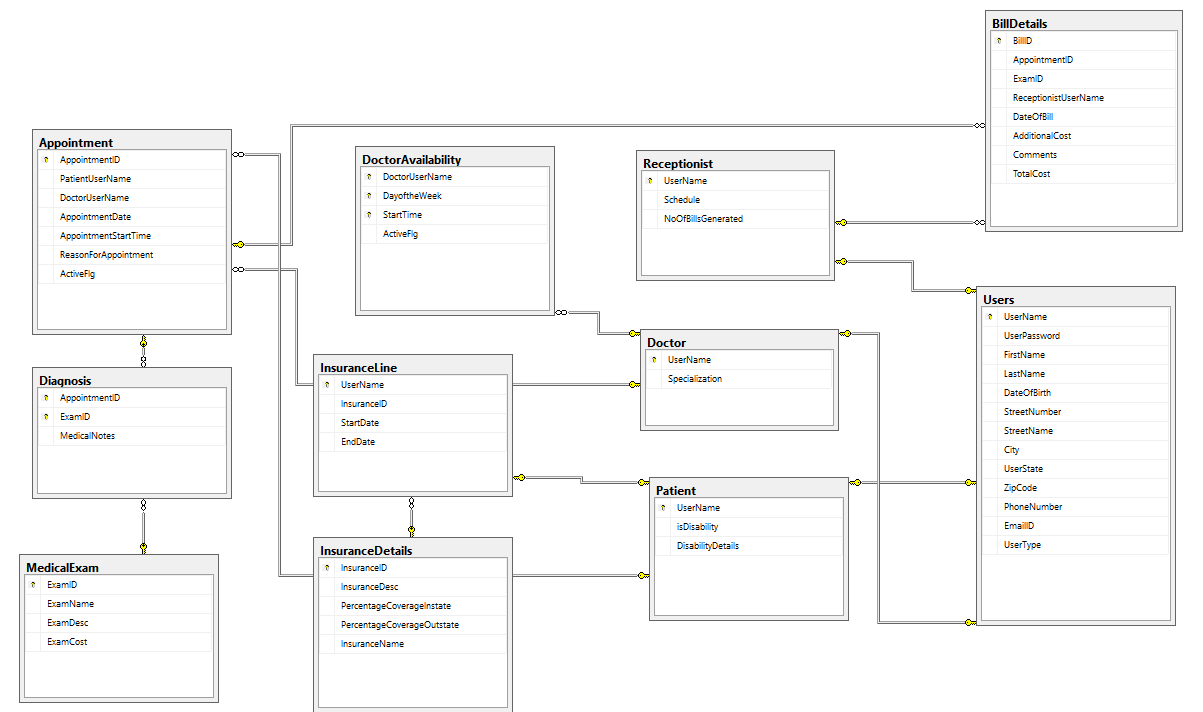 BillDetails
BillID
AppointmentID
ExamID
ReceptionistUserName
DateOfBill
AdditionalCost
Comments
TotalCost
Appointment
AppointmentID
PatientUserName
DoctorUserName
AppointmentDate
AppointmentStartTime
ReasonForAppointment
ActiveFlg
DoctorAvailability
DoctorUserName
DayoftheWeek
StartTime
ActiveFlg
Receptionist
UserName
Schedule
NoOfBillsGenerated
Users
UserName
UserPassword
FirstName
LastName
DateOfBirth
StreetNumber
StreetName
City
UserState
ZipCode
PhoneNumber
EmailID
UserType
Doctor
UserName
Specialization
InsuranceLine
UserName
InsuranceID
StartDate
EndDate
Diagnosis
AppointmentID
ExamID
MedicalNotes
Patient
UserName
isDisability
DisabilityDetails
InsuranceDetails
InsuranceID
InsuranceDesc
PercentageCoverageInstate
PercentageCoverageOutstate
InsuranceName
MedicalExam
ExamID
ExamName
ExamDesc
ExamCost